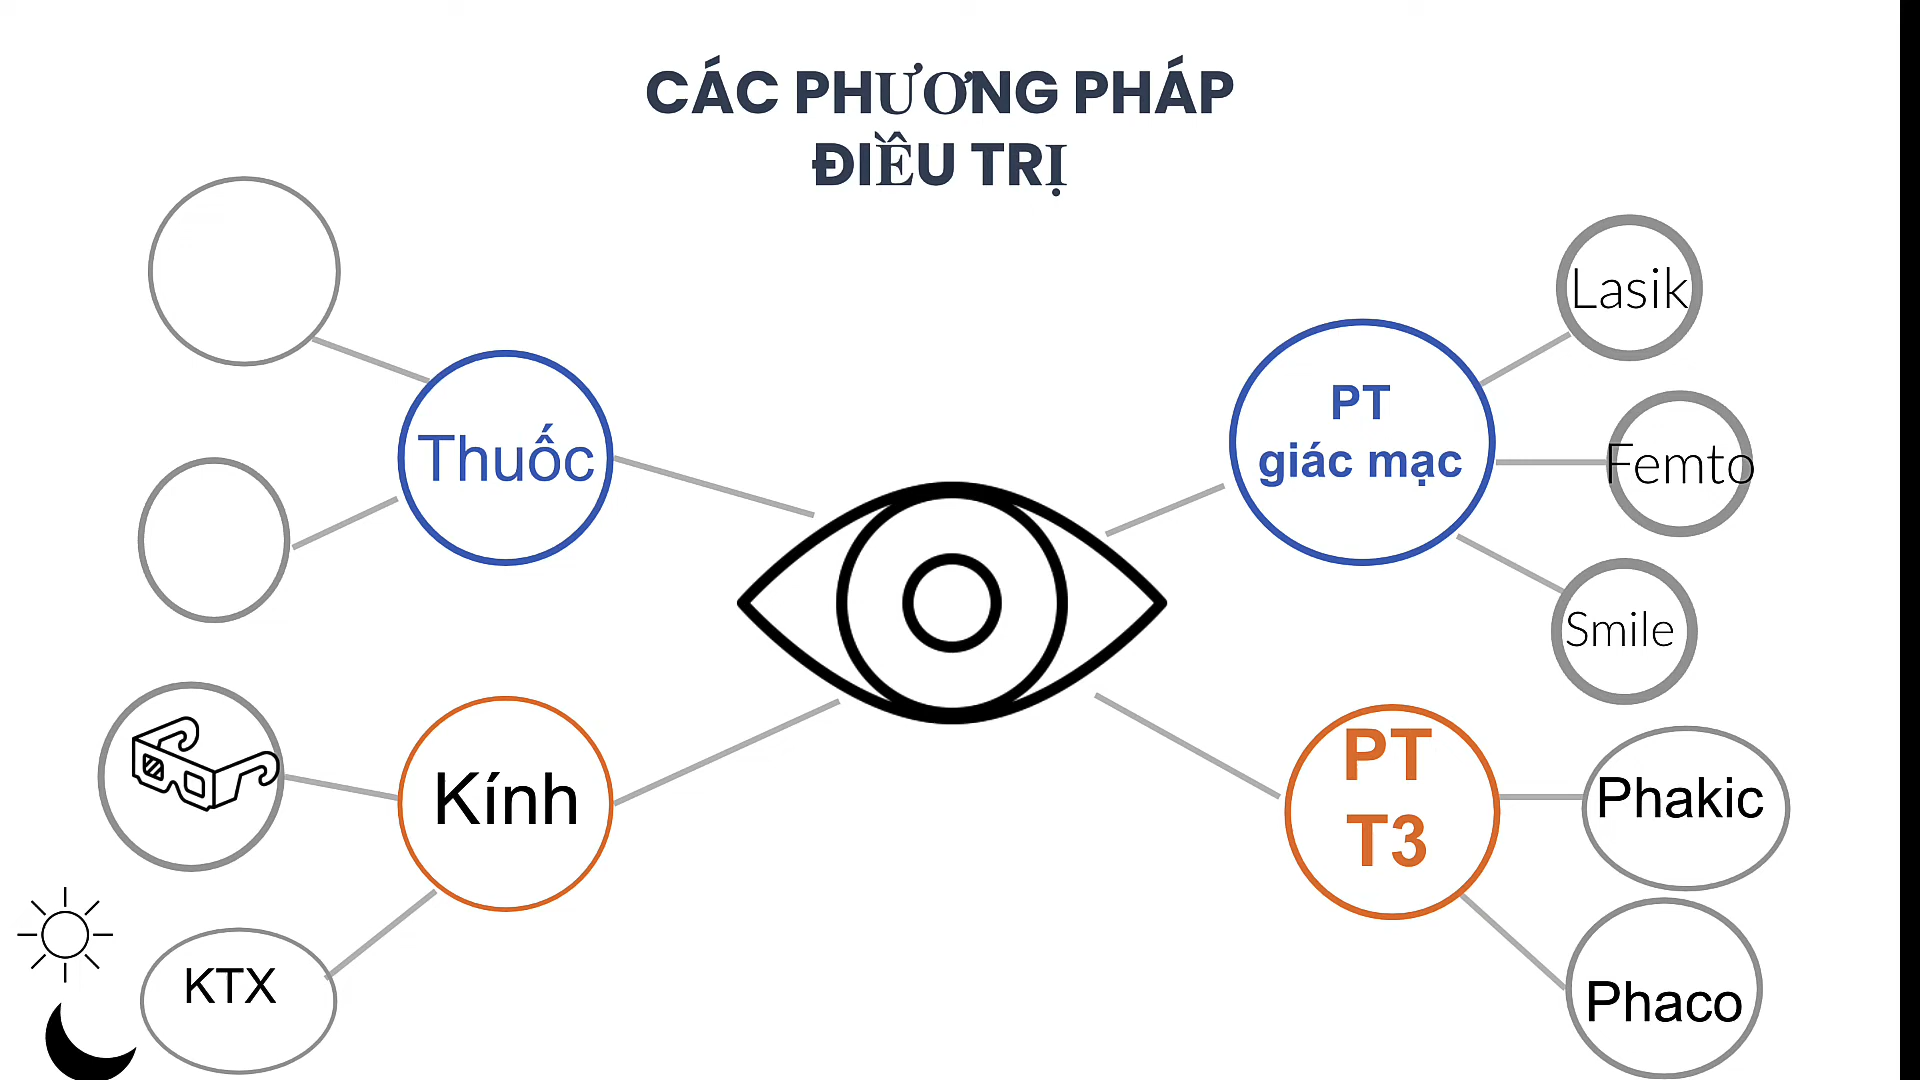 CÁC PHƯƠNG PHÁP
ĐIỀU TRỊ
Thuốc
Kính
KTX
PT
giác mạc
Lasik
Femto
Smile
PT
T3
Phakic
Phaco